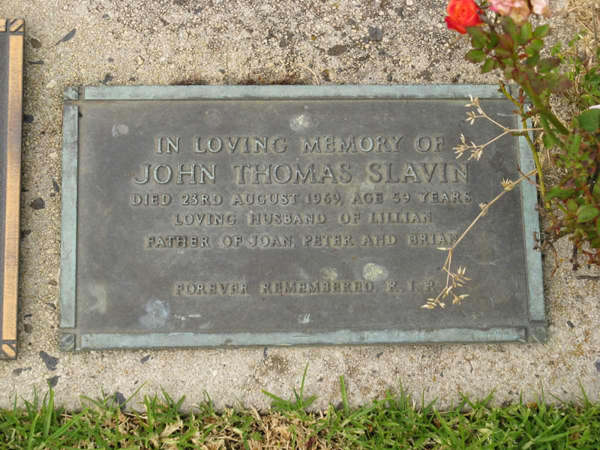 IN LOVING MEMORY OF
JOHN THOMAS SLAVIN
DIED 23RD AUGUST 1969, AGE 59 YEARS
LOVING HUSBAND OF LILLIAN
FATHER OF JOAN, PETER AND BRIAN
FOREVER REMEMBERED. R. I. P.